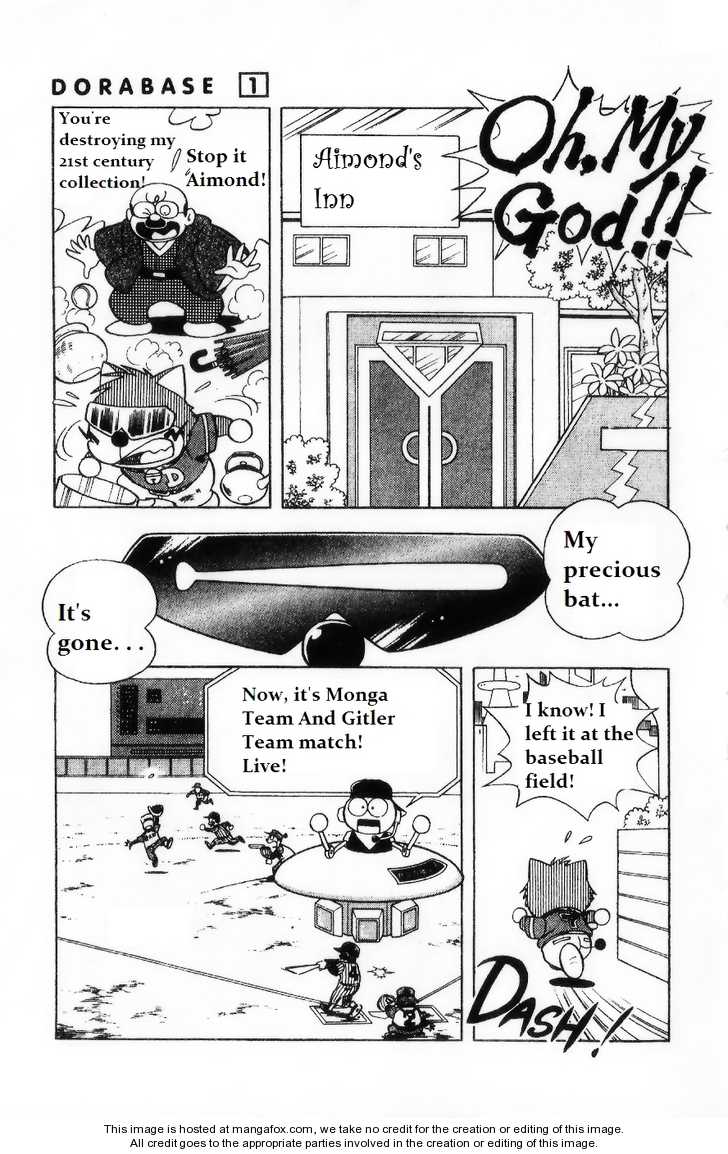 DORABASE 1
Oh, My
God!!
You're
destroying my
21st century
collection!
Stop it
Aimond!
Aimond's
Inn
D
My
precious
bat...
It's
gone...
Now, it's Monga
Team And Gitler
Team match!
Live!
I know! I
left it at the
baseball
field!
4
2
DASH!
This image is hosted at mangafox.com, we take no credit for the creation or editing of this image.
All credit goes to the appropriate parties involved in the creation or editing of this image.